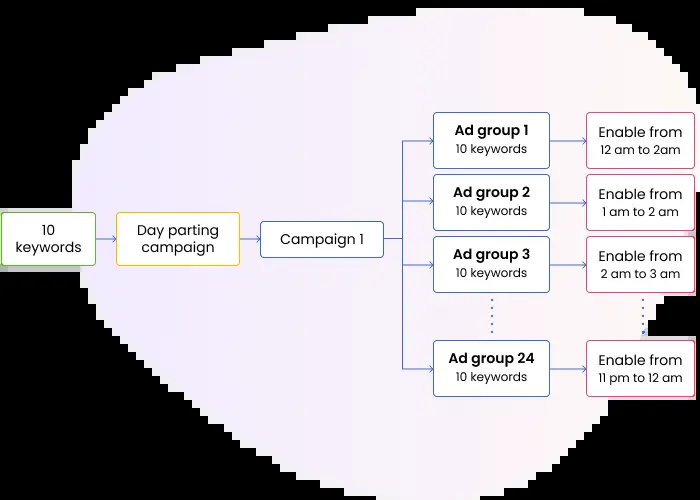 10
keywords
Day parting
campaign
Campaign 1
Ad group 1
10 keywords
Enable from
12 am to 2am
Ad group 2
10 keywords
Enable from
1 am to 2 am
Ad group 3
10 keywords
Enable from
2 am to 3 am
Ad group 24
10 keywords
Enable from
11 pm to 12 am